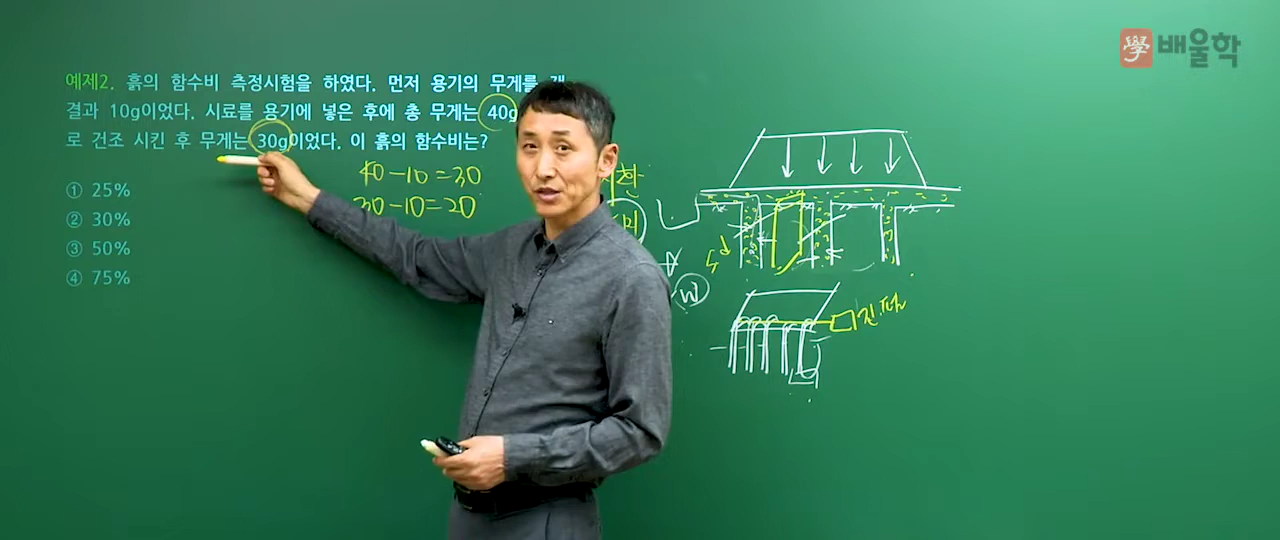 배울학
예제2. 흙의 함수비 측정시험을 하였다. 먼저 용기의 무게를
결과 10g이었다. 시료를 용기에 넣은 후에 총 무게는 40g
로 건조 시킨 후 무게는 30g이었다. 이 흙의 함수비는?
① 25%
② 30%
③ 50%
④ 75%
40-10=30
30-10=20